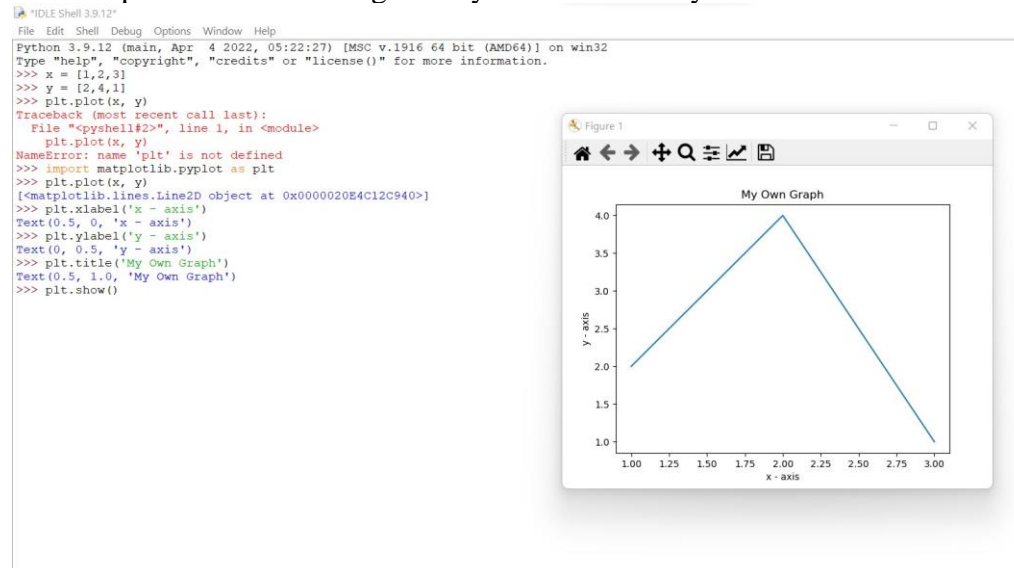 *IDLE Shell 3.9.12*
File Edit Shell Debug Options Window Help
Python 3.9.12 (main, Apr  4 2022, 05:22:27) [MSC v.1916 64 bit (AMD64)] on win32
Type "help", "copyright", "credits" or "license()" for more information.
>>> x = [1,2,3]
>>> y = [2,4,1]
>>> plt.plot(x, y)
Traceback (most recent call last):
  File "<pyshell#2>", line 1, in <module>
    plt.plot(x, y)
NameError: name 'plt' is not defined
>>> import matplotlib.pyplot as plt
>>> plt.plot(x, y)
[<matplotlib.lines.Line2D object at 0x0000020E4C12C940>]
>>> plt.xlabel('x - axis')
Text(0.5, 0, 'x - axis')
>>> plt.ylabel('y - axis')
Text(0, 0.5, 'y - axis')
>>> plt.title('My Own Graph')
Text(0.5, 1.0, 'My Own Graph')
>>> plt.show()
Figure 1
My Own Graph
4.0
3.5
3.0
2.5
2.0
1.5
1.0
y - axis
1.00 1.25 1.50 1.75 2.00 2.25 2.50 2.75 3.00
x - axis